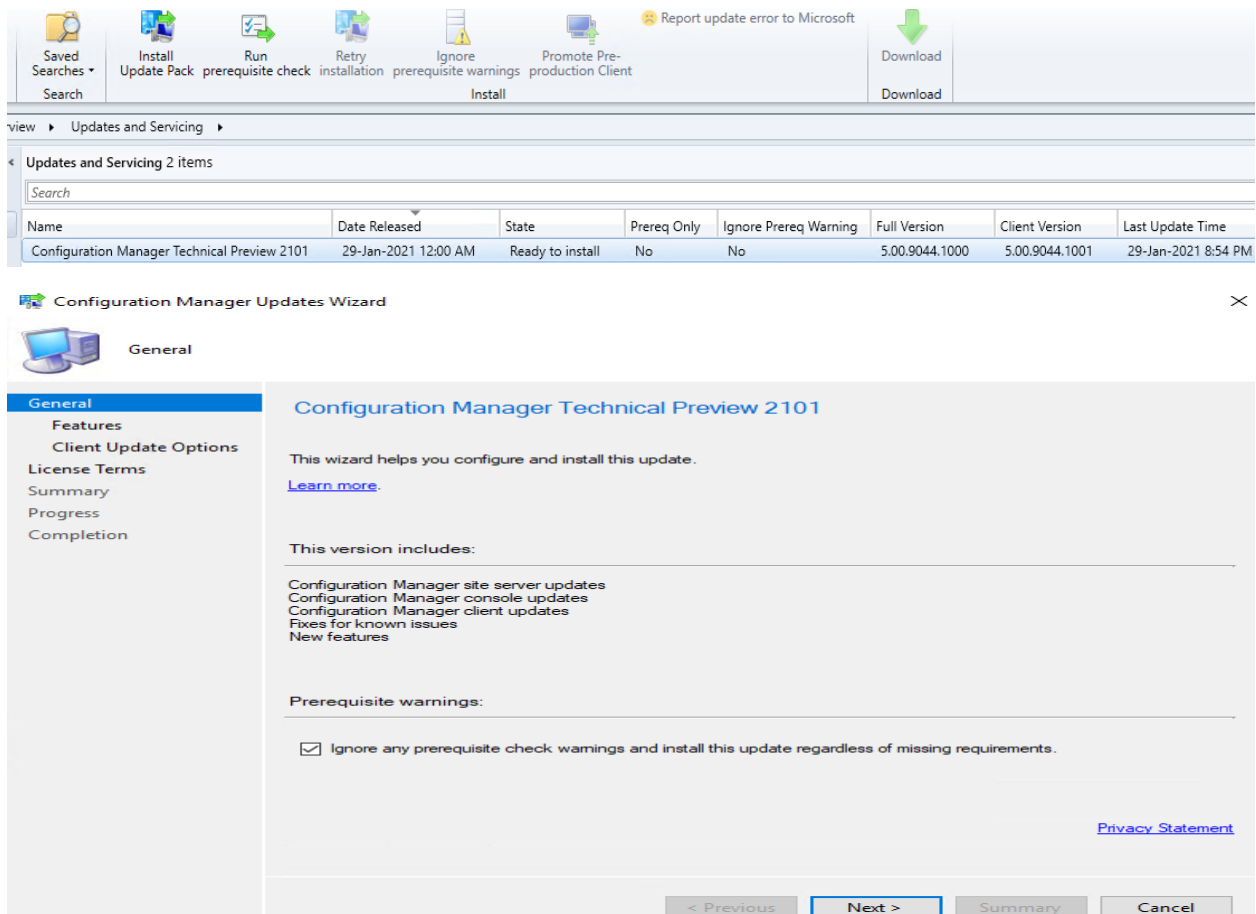 Report update error to Microsoft
Saved Searches
Install Update Pack
Run prerequisite check
Retry installation
Ignore prerequisite warnings
Promote Pre-production Client
Download
Search
Install
Download
rview Updates and Servicing
Updates and Servicing 2 items
Search
Name Date Released State Prereq Only Ignore Prereq Warning Full Version Client Version Last Update Time
Configuration Manager Technical Preview 2101 29-Jan-2021 12:00 AM Ready to install No No 5.00.9044.1000 5.00.9044.1001 29-Jan-2021 8:54 PM
Configuration Manager Updates Wizard
General
General
Features
Client Update Options
License Terms
Summary
Progress
Completion
Configuration Manager Technical Preview 2101
This wizard helps you configure and install this update.
Learn more.
This version includes:
Configuration Manager site server updates
Configuration Manager console updates
Configuration Manager client updates
Fixes for known issues
New features
Prerequisite warnings:
Ignore any prerequisite check warnings and install this update regardless of missing requirements.
Privacy Statement
< Previous Next > Summary Cancel